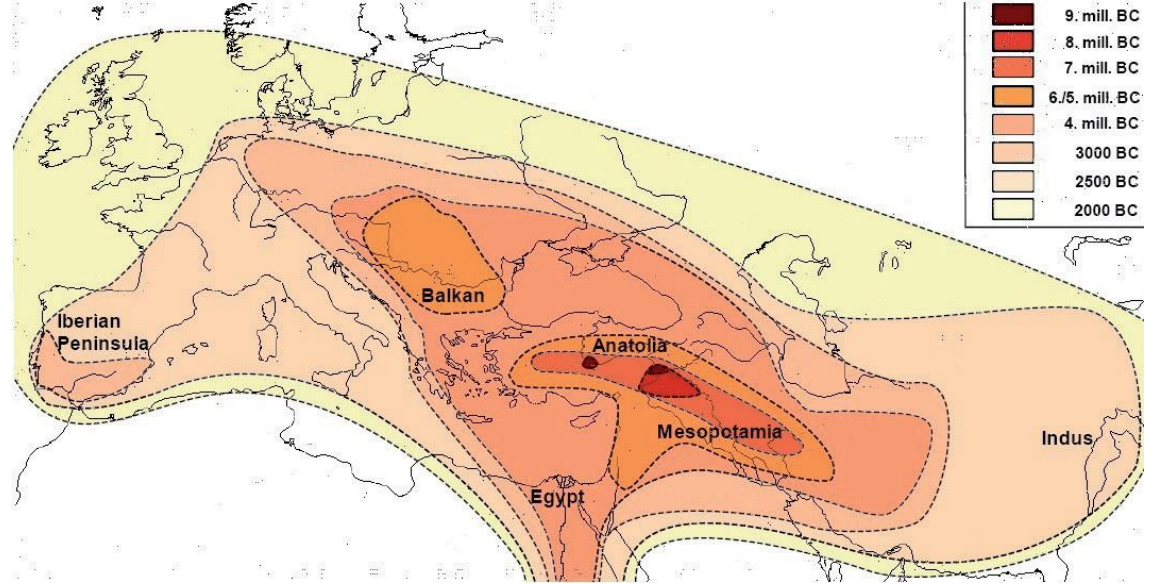 9. mill. BC
8. mill. BC
7. mill. BC
6./5. mill. BC
4. mill. BC
3000 BC
2500 BC
2000 BC
Balkan
Iberian
Peninsula
Anatolia
Mesopotamia
Indus
Egypt